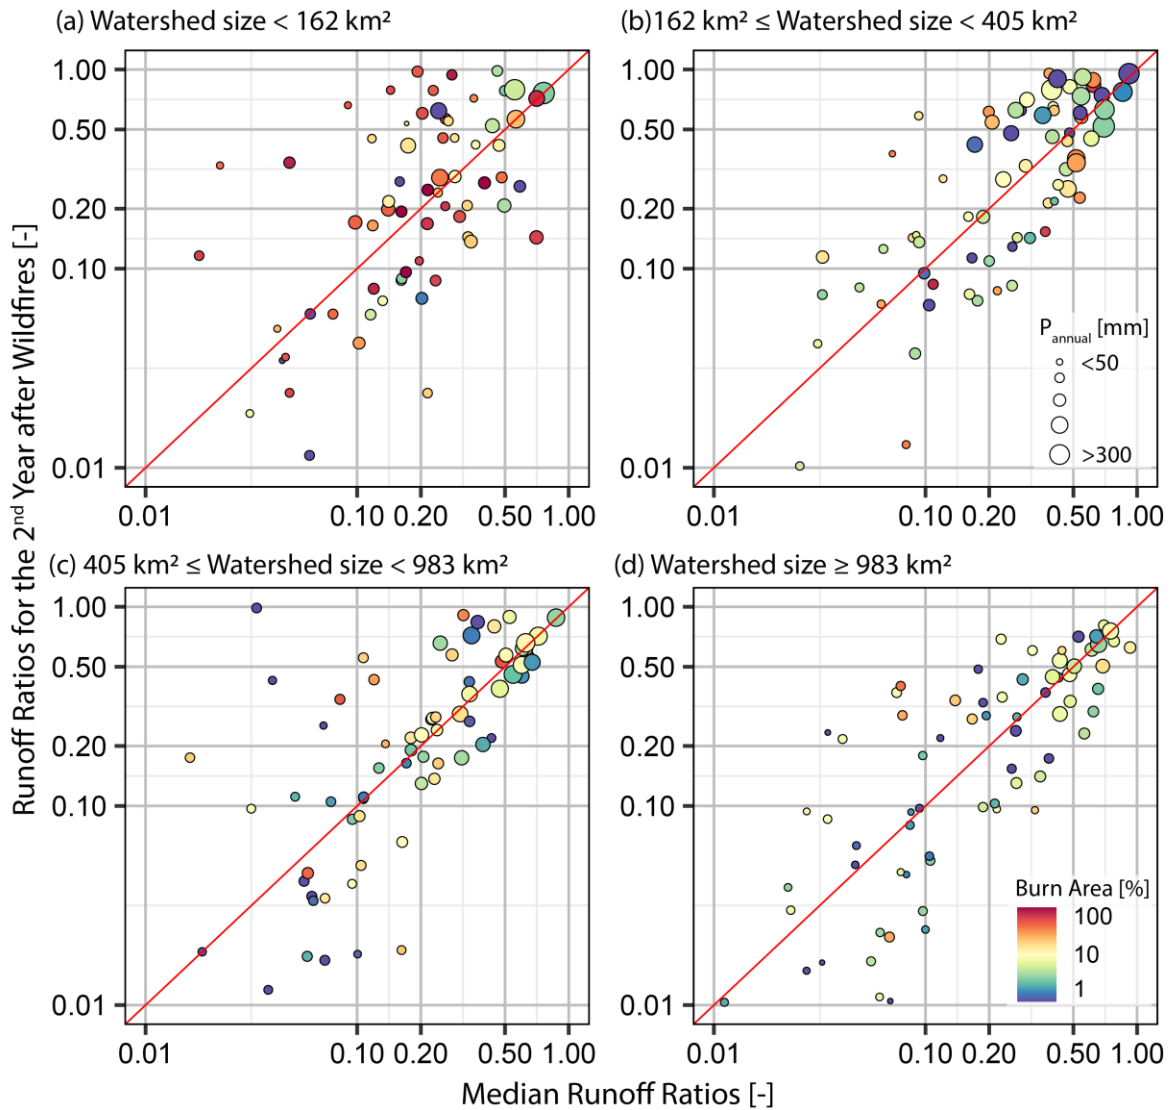 (a) Watershed size < 162 km²
(b) 162 km² ≤ Watershed size < 405 km²
Runoff Ratios for the 2nd Year after Wildfires [-]
1.00
0.50
0.20
0.10
0.01
0.01 0.10 0.20 0.50 1.00
1.00
0.50
0.20
0.10
0.01
Pannual [mm]
<50
>300
0.01 0.10 0.20 0.50 1.00
(c) 405 km² ≤ Watershed size < 983 km²
(d) Watershed size ≥ 983 km²
1.00
0.50
0.20
0.10
0.01
0.01 0.10 0.20 0.50 1.00
1.00
0.50
0.20
0.10
0.01
Burn Area [%]
100
10
1
0.01 0.10 0.20 0.50 1.00
Median Runoff Ratios [-]